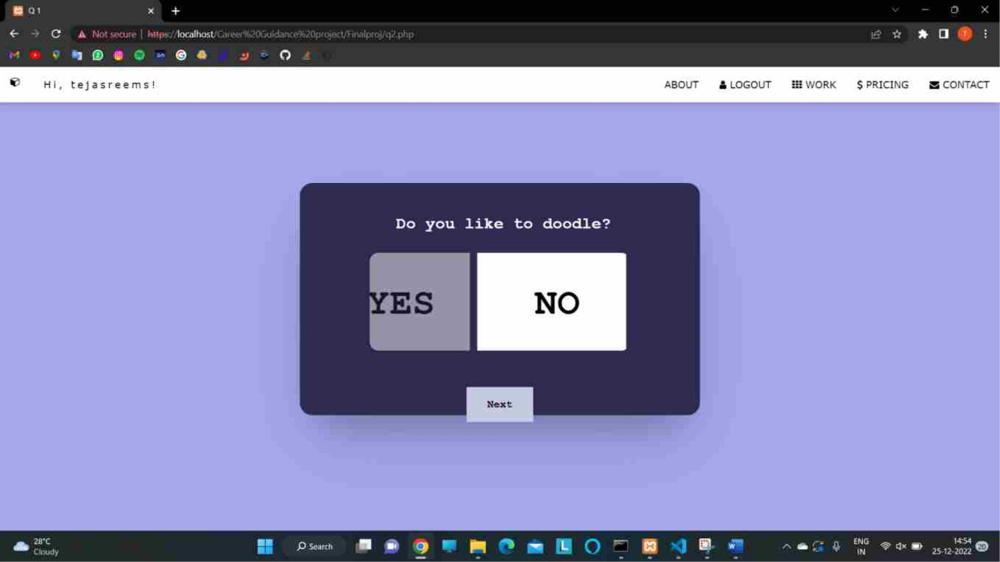 Q 1
Not secure | https://localhost/Career%20Guidance%20project/Finalproj/q2.php
Hi, tejasreems!
ABOUT LOGOUT WORK $ PRICING CONTACT
Do you like to doodle?
YES NO
Next
28°C
Cloudy
Search
ENG
IN
14:54
25-12-2022